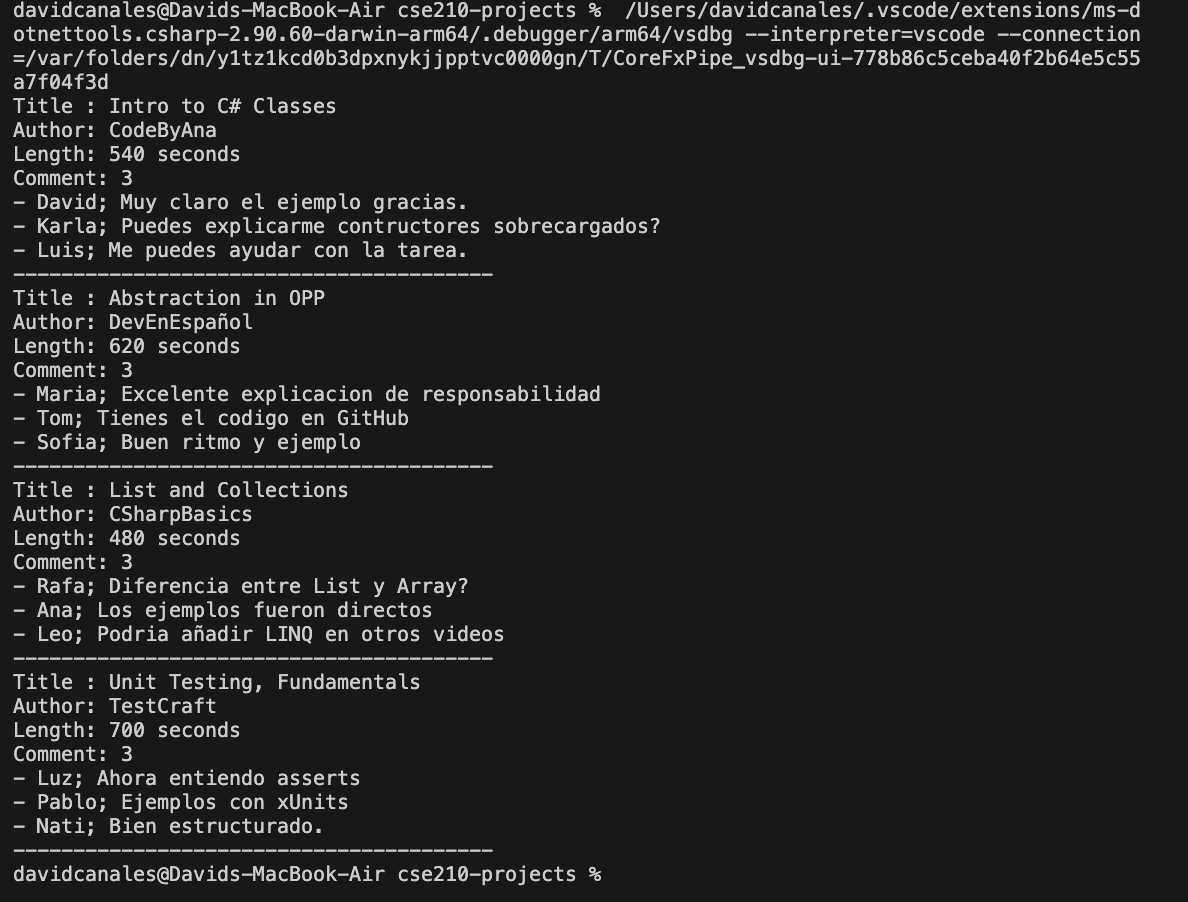 davidcanales@Davids-MacBook-Air cse210-projects %  /Users/davidcanales/.vscode/extensions/ms-d
otnettools.csharp-2.90.60-darwin-arm64/.debugger/arm64/vsdbg --interpreter=vscode --connection
=/var/folders/dn/y1tz1kcd0b3dpxnykjjpptvc0000gn/T/CoreFxPipe_vsdbg-ui-778b86c5ceba40f2b64e5c55
a7f04f3d
Title : Intro to C# Classes
Author: CodeByAna
Length: 540 seconds
Comment: 3
- David; Muy claro el ejemplo gracias.
- Karla; Puedes explicarme contructores sobrecargados?
- Luis; Me puedes ayudar con la tarea.
----------------------------------------
Title : Abstraction in OPP
Author: DevEnEspañol
Length: 620 seconds
Comment: 3
- Maria; Excelente explicacion de responsabilidad
- Tom; Tienes el codigo en GitHub
- Sofia; Buen ritmo y ejemplo
----------------------------------------
Title : List and Collections
Author: CSharpBasics
Length: 480 seconds
Comment: 3
- Rafa; Diferencia entre List y Array?
- Ana; Los ejemplos fueron directos
- Leo; Podria añadir LINQ en otros videos
----------------------------------------
Title : Unit Testing, Fundamentals
Author: TestCraft
Length: 700 seconds
Comment: 3
- Luz; Ahora entiendo asserts
- Pablo; Ejemplos con xUnits
- Nati; Bien estructurado.
----------------------------------------
davidcanales@Davids-MacBook-Air cse210-projects %